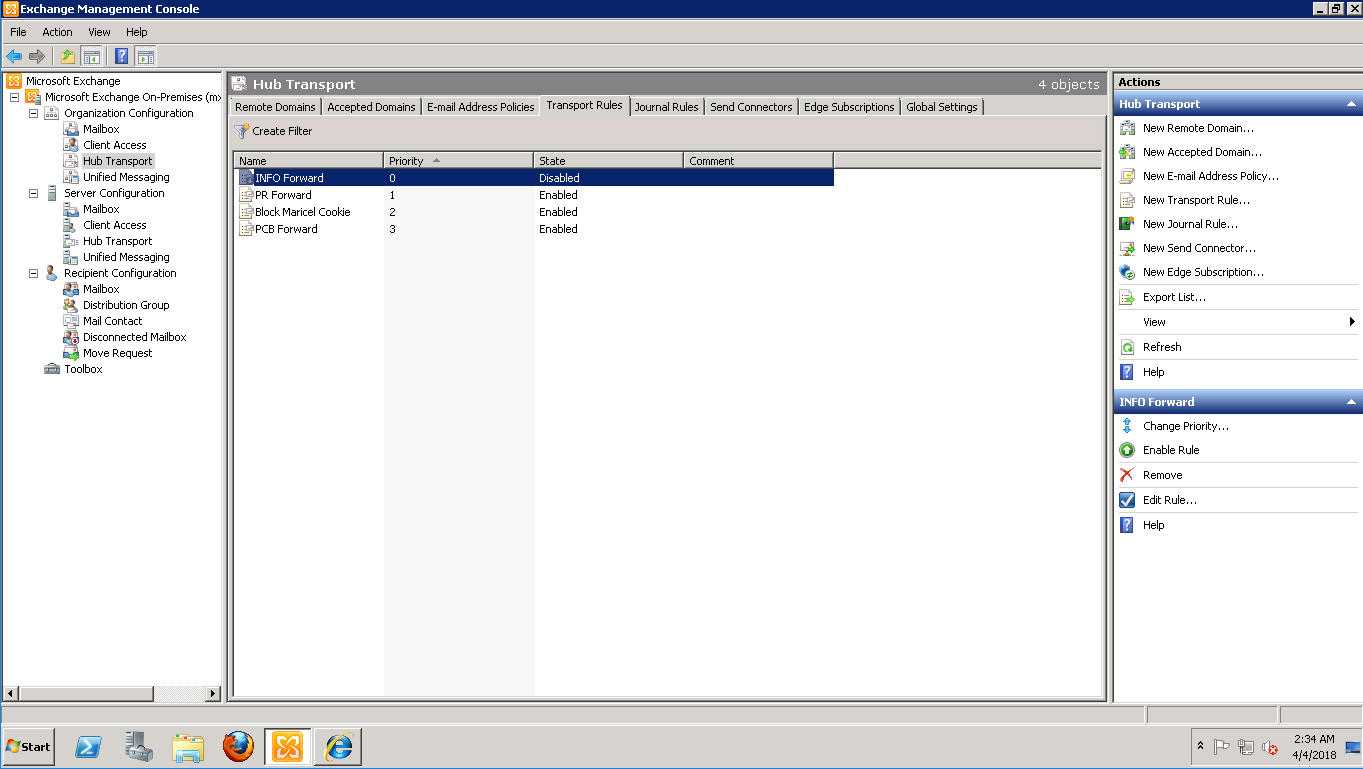 Exchange Management Console
File Action View Help
Microsoft Exchange
Microsoft Exchange On-Premises (mx
Organization Configuration
Mailbox
Client Access
Hub Transport
Unified Messaging
Server Configuration
Mailbox
Client Access
Hub Transport
Unified Messaging
Recipient Configuration
Mailbox
Distribution Group
Mail Contact
Disconnected Mailbox
Move Request
Toolbox
Hub Transport 4 objects
Remote Domains Accepted Domains E-mail Address Policies Transport Rules Journal Rules Send Connectors Edge Subscriptions Global Settings
Create Filter
Name Priority State Comment
INFO Forward 0 Disabled
PR Forward 1 Enabled
Block Maricel Cookie 2 Enabled
PCB Forward 3 Enabled
Actions
Hub Transport
New Remote Domain...
New Accepted Domain...
New E-mail Address Policy...
New Transport Rule...
New Journal Rule...
New Send Connector...
New Edge Subscription...
Export List...
View
Refresh
Help
INFO Forward
Change Priority...
Enable Rule
Remove
Edit Rule...
Help
Start
2:34 AM
4/4/2018